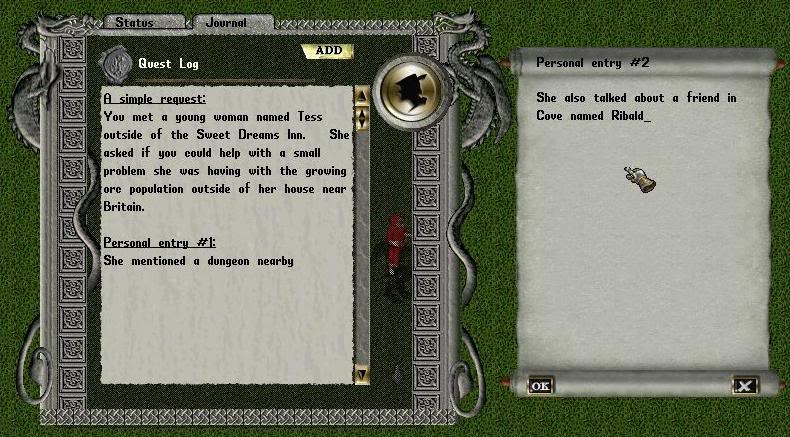 Status
Journal
ADD
Quest Log
A simple request:
You met a young woman named Tess
outside of the Sweet Dreams Inn. She
asked if you could help with a small
problem she was having with the growing
orc population outside of her house near
Britain.
Personal entry #1:
She mentioned a dungeon nearby
Personal entry #2
She also talked about a friend in
Cove named Ribald_
OK
X